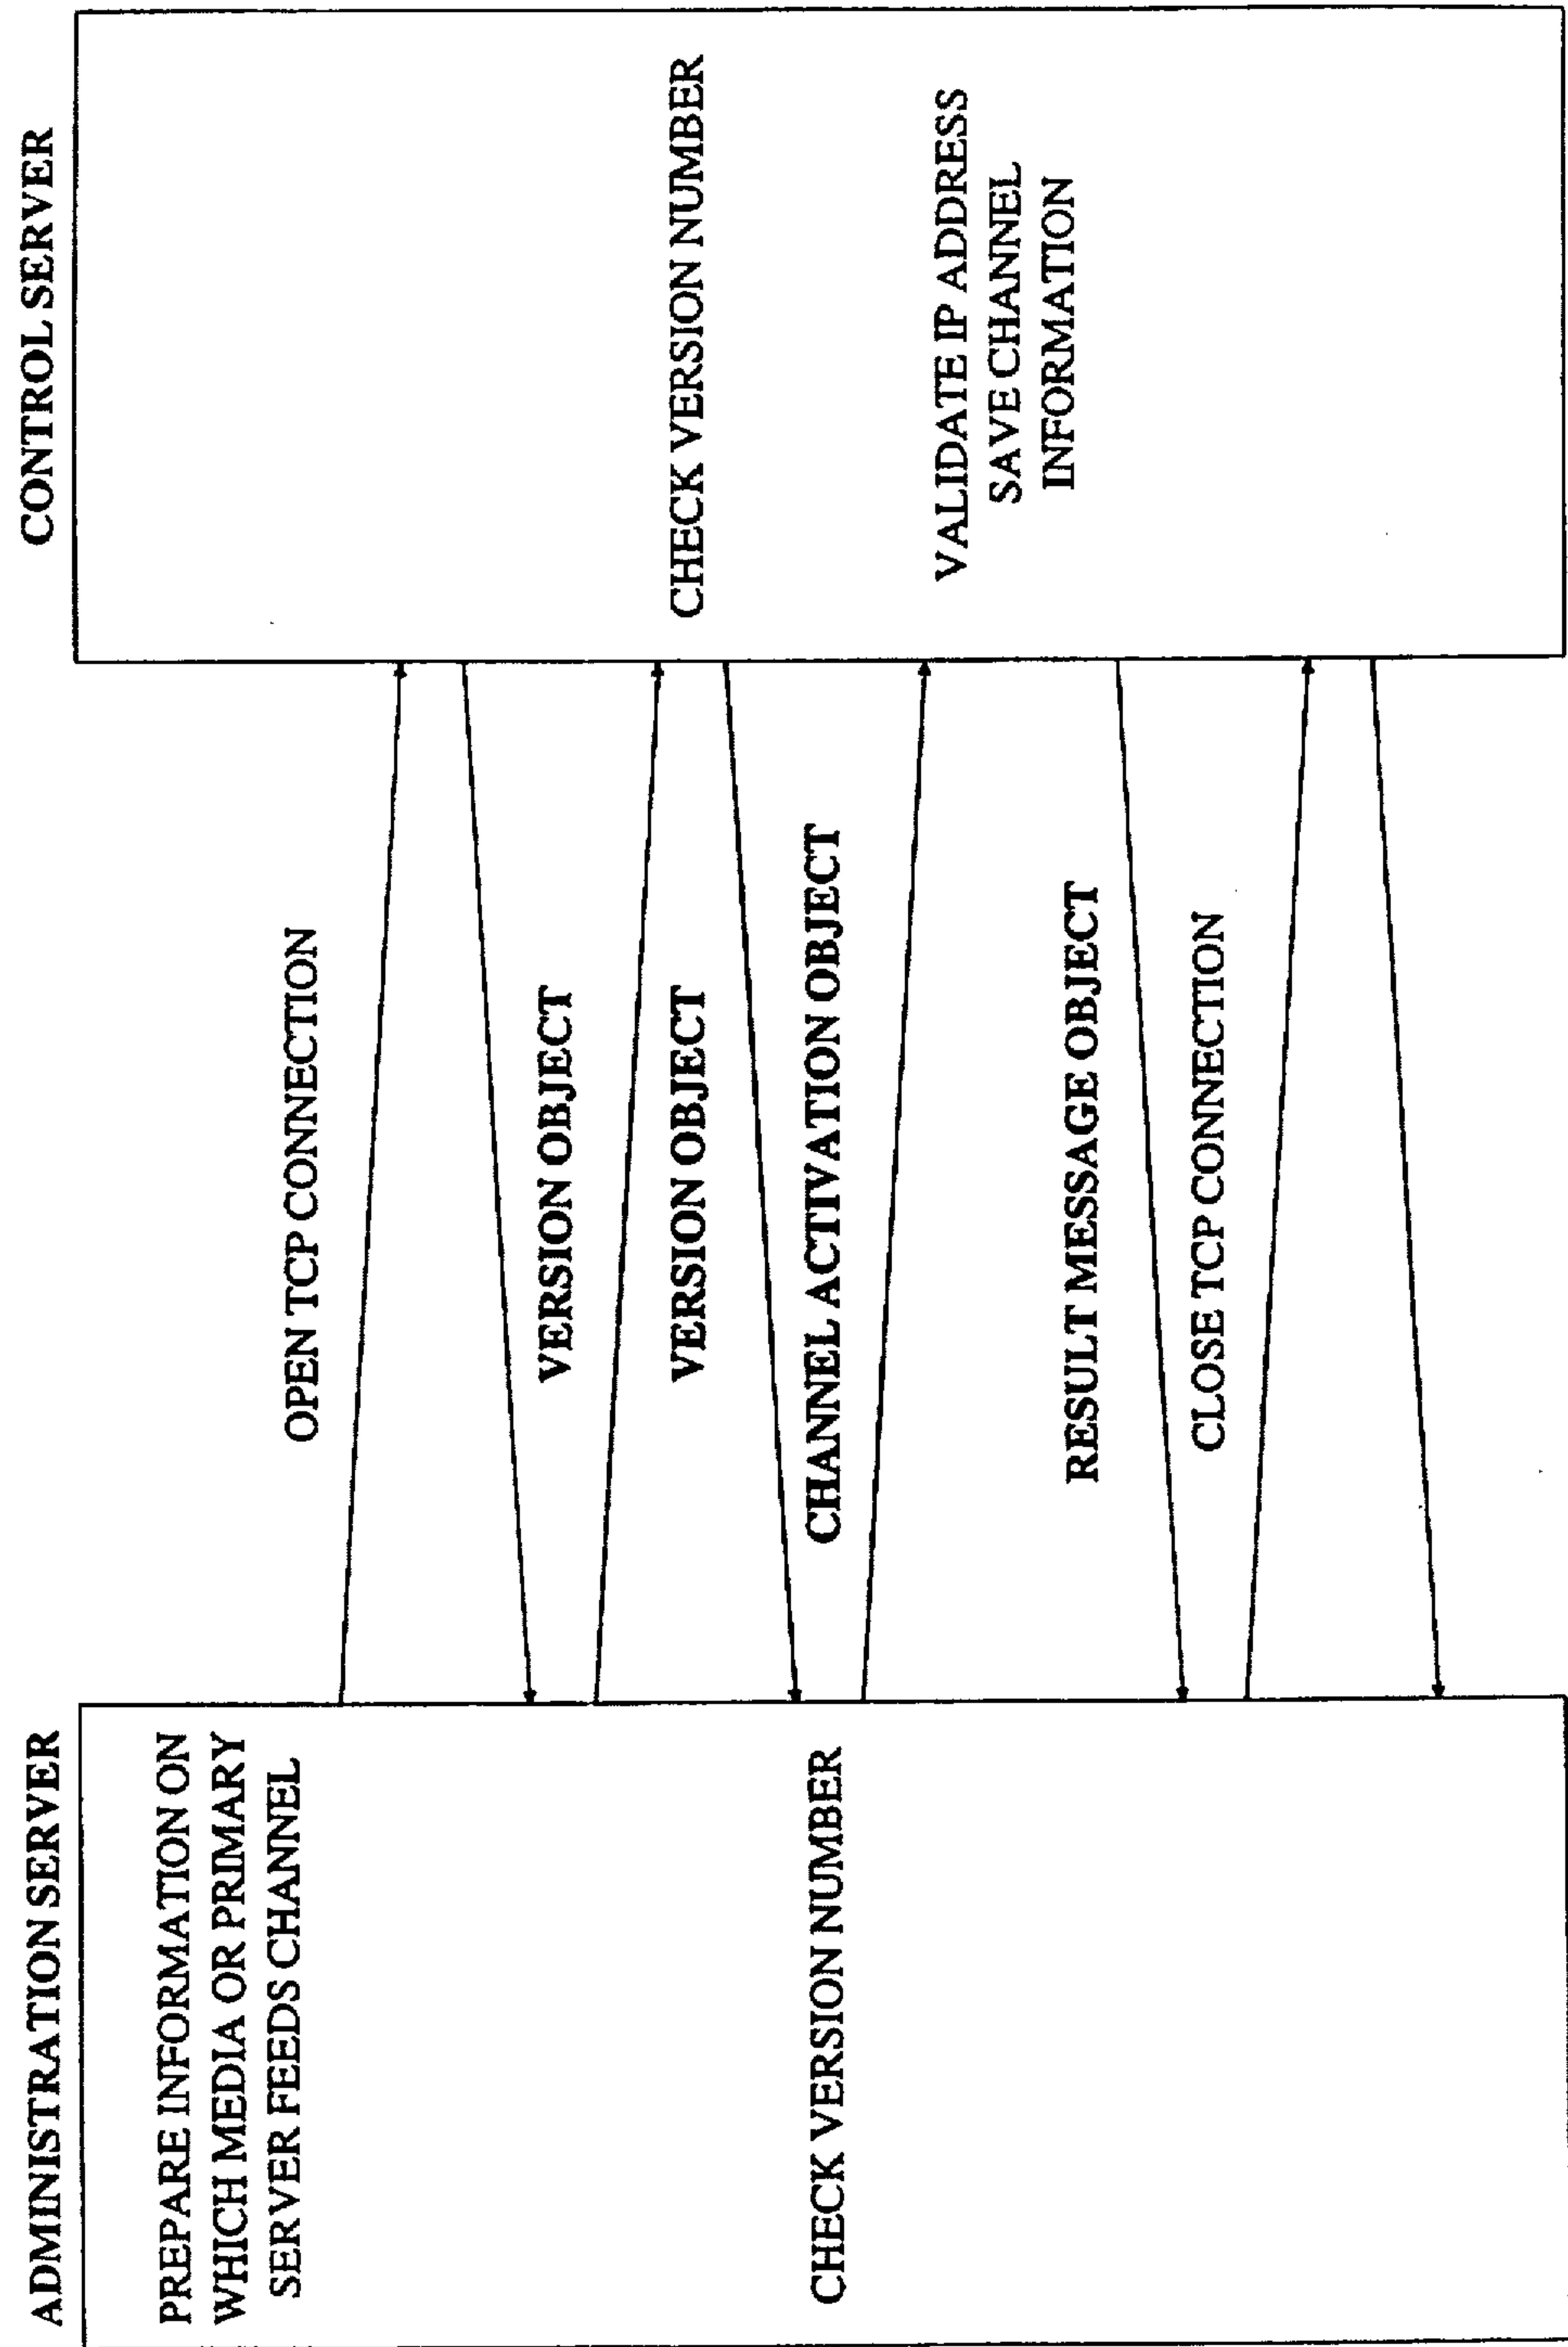 ADMINISTRATION SERVER
CONTROL SERVER
PREPARE INFORMATION ON
WHICH MEDIA OR PRIMARY
SERVER FEEDS CHANNEL
OPEN TCP CONNECTION
VERSION OBJECT
VERSION OBJECT
CHECK VERSION NUMBER
CHECK VERSION NUMBER
CHANNEL ACTIVATION OBJECT
VALIDATE IP ADDRESS
SAVE CHANNEL
INFORMATION
RESULT MESSAGE OBJECT
CLOSE TCP CONNECTION